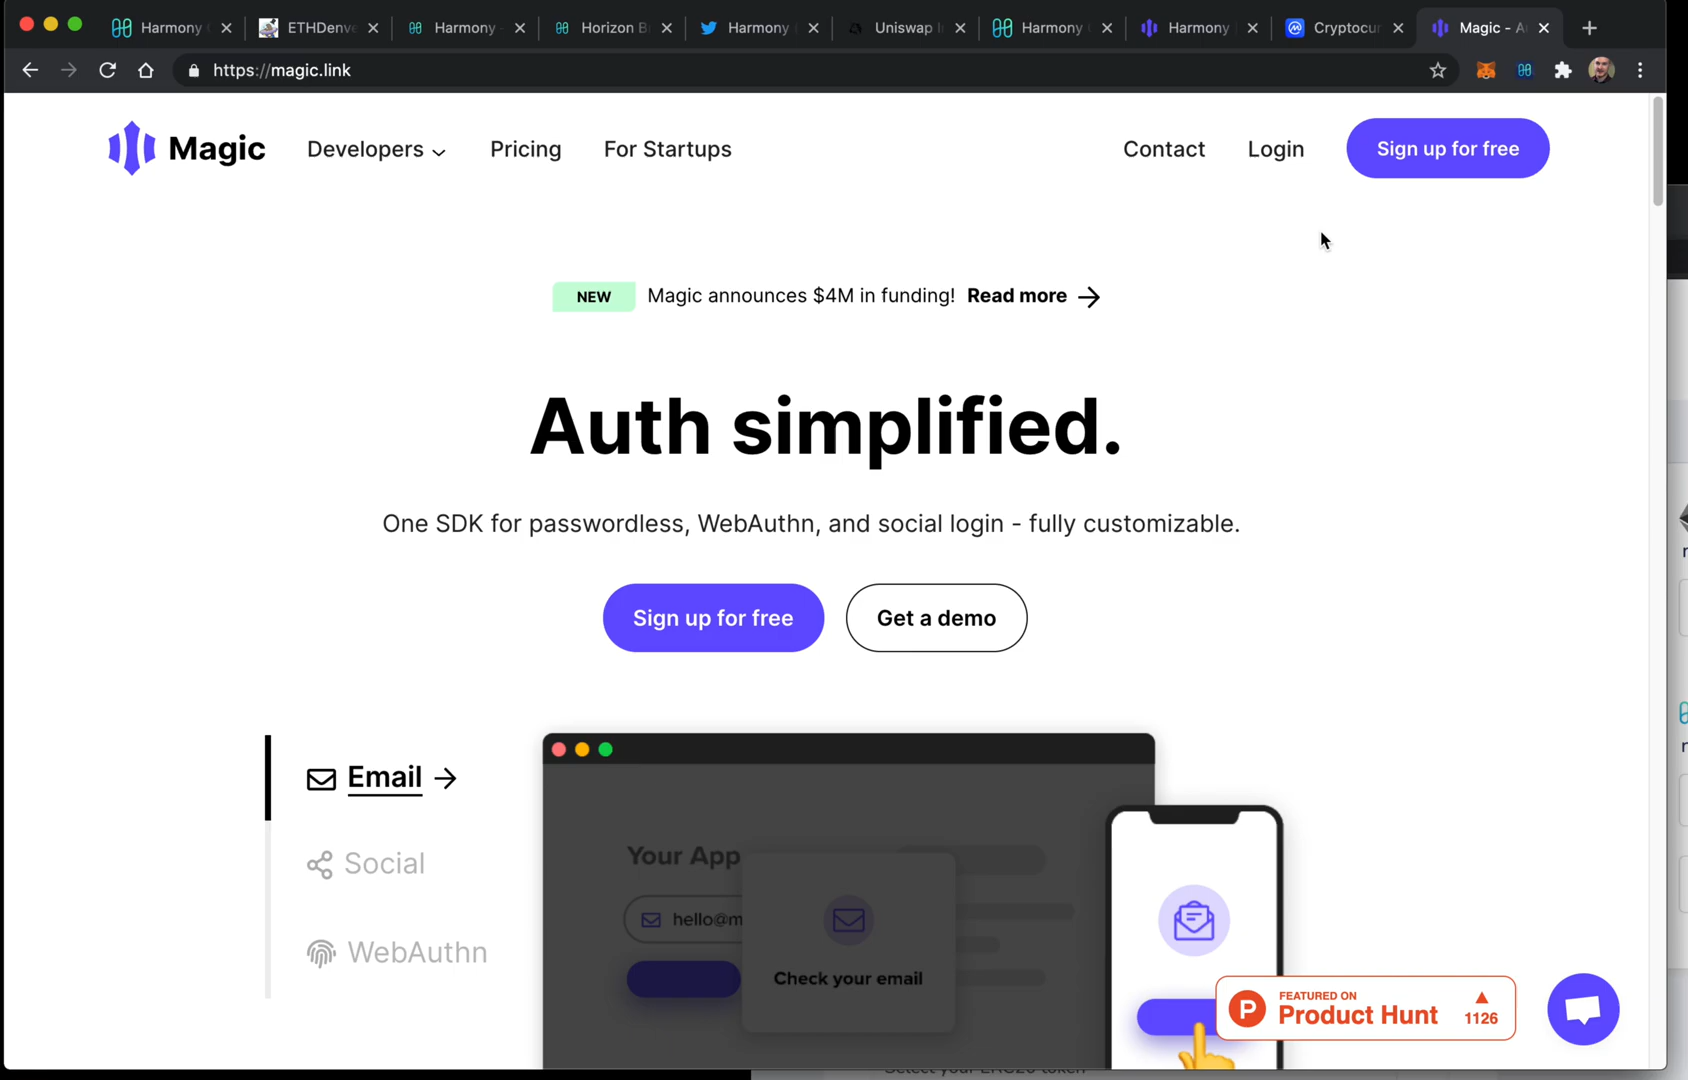 Harmony
ETHDenve
Harmony -
Horizon B
Harmony
Uniswap I
Harmony
Harmony
Cryptocur
Magic - A
https://magic.link
Magic
Developers
Pricing
For Startups
Contact
Login
Sign up for free
NEW
Magic announces $4M in funding! Read more
Auth simplified.
One SDK for passwordless, WebAuthn, and social login - fully customizable.
Sign up for free
Get a demo
Email
Social
WebAuthn
Your App
hello@m
Check your email
FEATURED ON
Product Hunt
1126